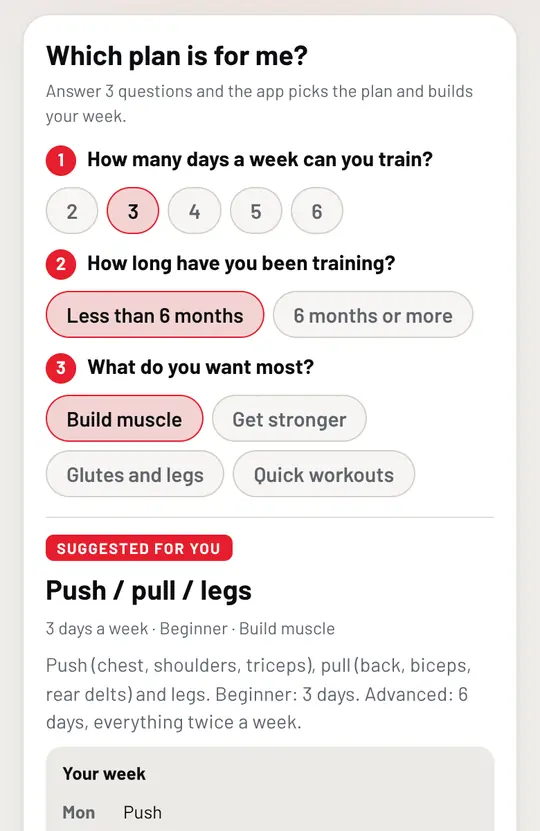 Which plan is for me?
Answer 3 questions and the app picks the plan and builds
your week.
1 How many days a week can you train?
2 3 4 5 6
2 How long have you been training?
Less than 6 months 6 months or more
3 What do you want most?
Build muscle Get stronger
Glutes and legs Quick workouts
SUGGESTED FOR YOU
Push / pull / legs
3 days a week · Beginner · Build muscle
Push (chest, shoulders, triceps), pull (back, biceps,
rear delts) and legs. Beginner: 3 days. Advanced: 6
days, everything twice a week.
Your week
Mon Push